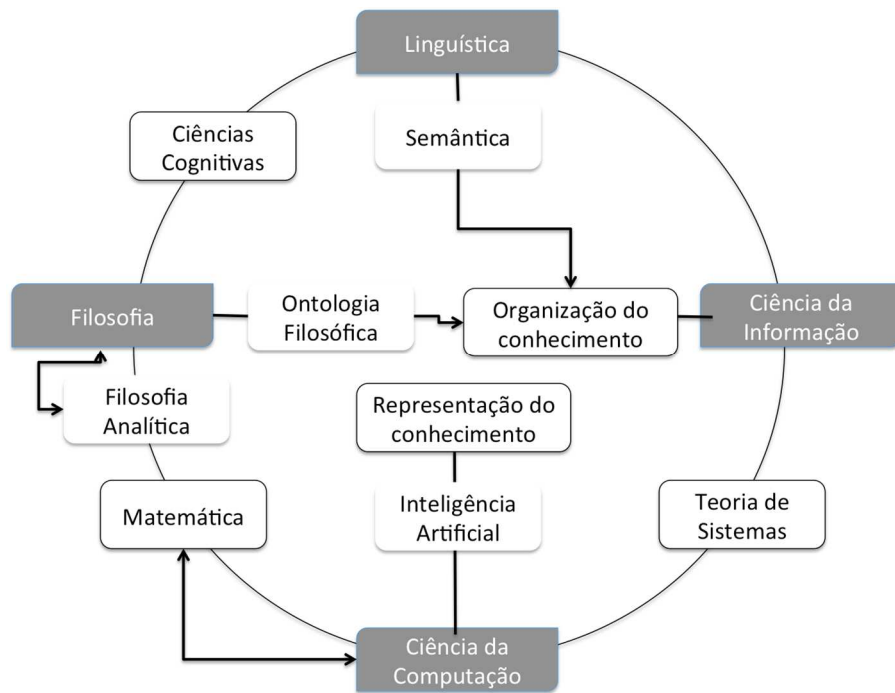 Linguística
Ciências
Cognitivas
Semântica
Filosofia
Ontologia
Filosófica
Organização do
conhecimento
Ciência da
Informação
Filosofia
Analítica
Representação do
conhecimento
Matemática
Inteligência
Artificial
Teoria de
Sistemas
Ciência da
Computação